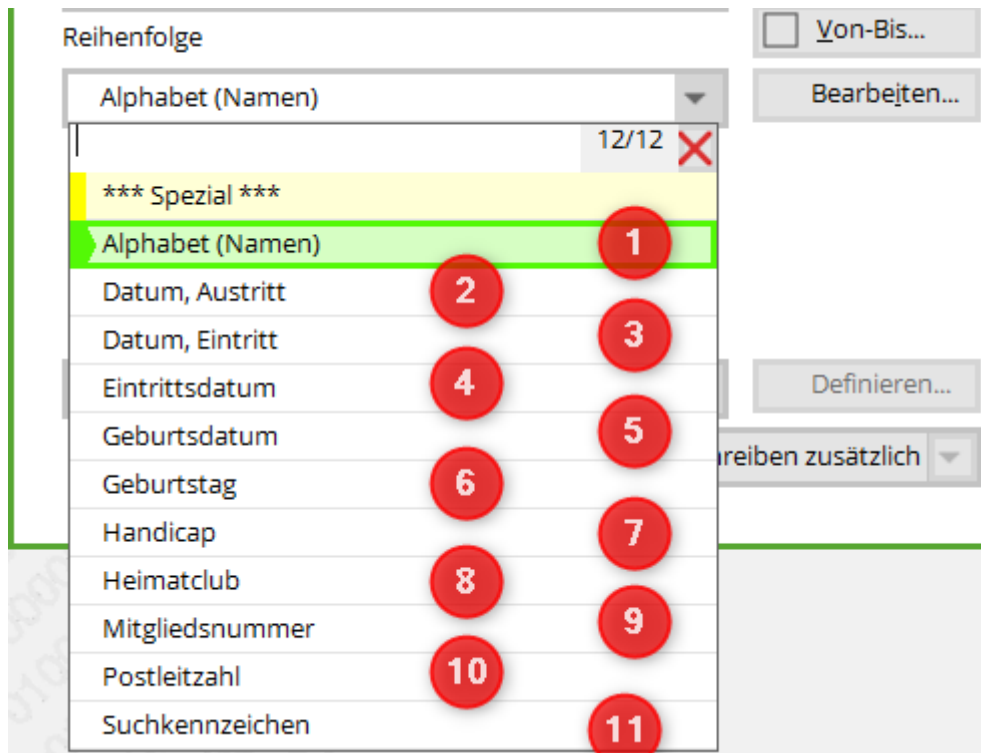 Reihenfolge
Von-Bis...
Alphabet (Namen)
Bearbeiten...
12/12
*** Spezial ***
Alphabet (Namen) 1
Datum, Austritt 2
Datum, Eintritt 3
Eintrittsdatum 4
Definieren...
Geburtsdatum 5
reiben zusätzlich
Geburtstag 6
Handicap 7
Heimatclub 8
Mitgliedsnummer 9
Postleitzahl 10
Suchkennzeichen 11